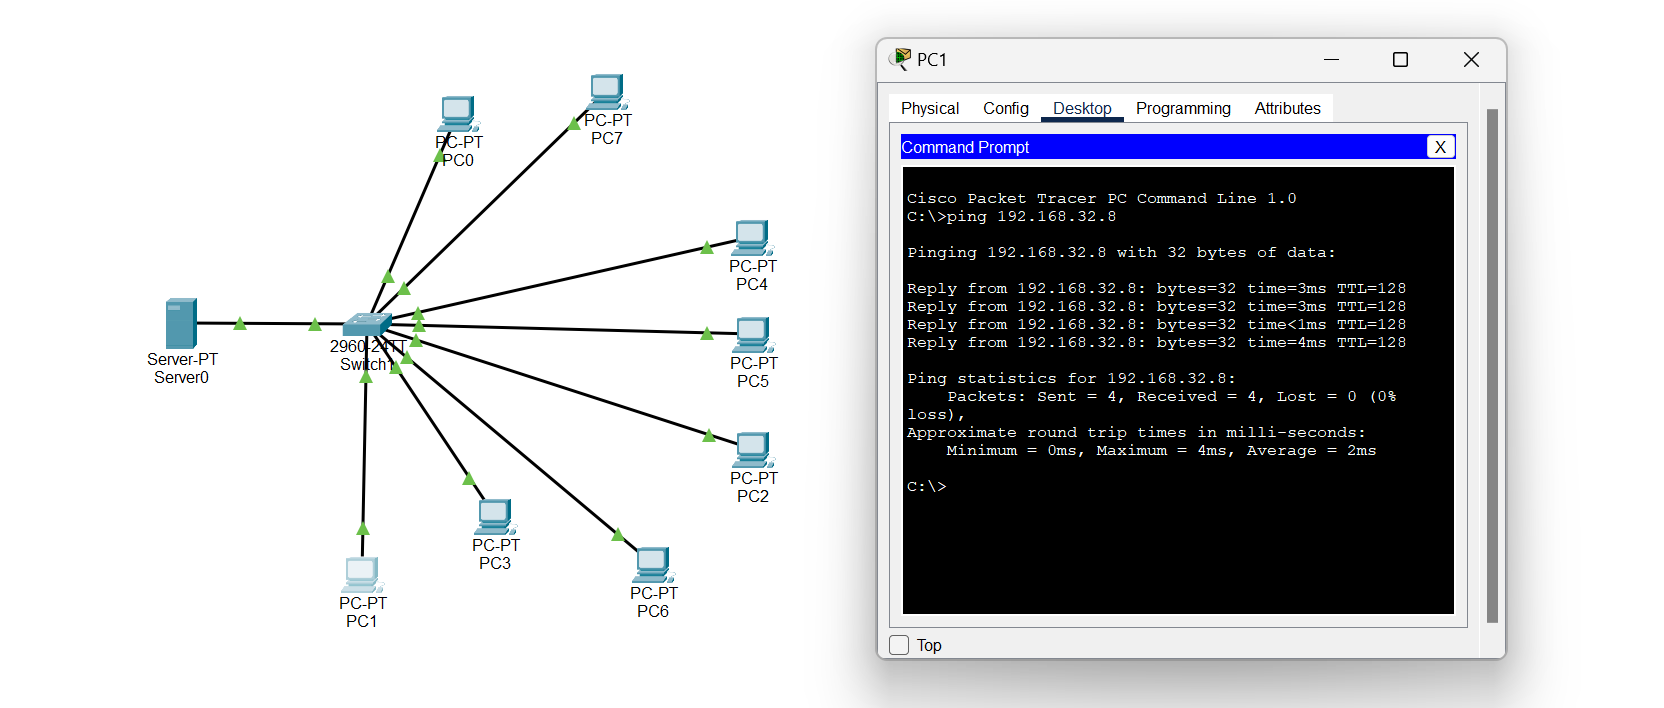 PC-PT
PC0
PC-PT
PC7
PC-PT
PC4
Server-PT
Server0
2960-24TT
Switch1
PC-PT
PC5
PC-PT
PC2
PC-PT
PC3
PC-PT
PC6
PC-PT
PC1
PC1
Physical Config Desktop Programming Attributes
Command Prompt X
Cisco Packet Tracer PC Command Line 1.0
C:\>ping 192.168.32.8
Pinging 192.168.32.8 with 32 bytes of data:
Reply from 192.168.32.8: bytes=32 time=3ms TTL=128
Reply from 192.168.32.8: bytes=32 time=3ms TTL=128
Reply from 192.168.32.8: bytes=32 time<1ms TTL=128
Reply from 192.168.32.8: bytes=32 time=4ms TTL=128
Ping statistics for 192.168.32.8:
    Packets: Sent = 4, Received = 4, Lost = 0 (0%
loss),
Approximate round trip times in milli-seconds:
    Minimum = 0ms, Maximum = 4ms, Average = 2ms
C:\>
Top